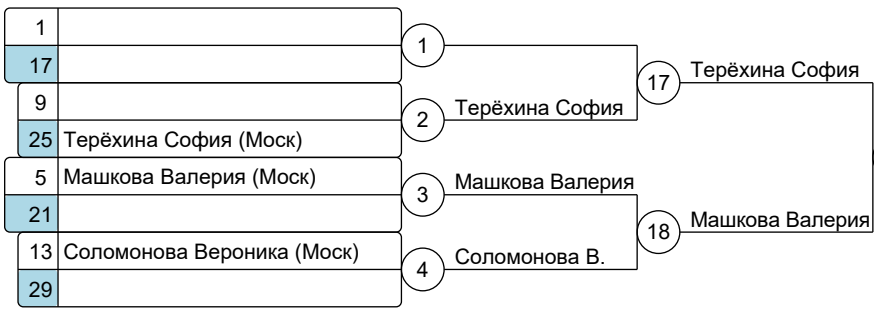 1
17
1
9
25 Терёхина София (Моск)
2
Терёхина София
17
Терёхина София
5 Машкова Валерия (Моск)
21
3
Машкова Валерия
13 Соломонова Вероника (Моск)
29
4
Соломонова В.
18
Машкова Валерия